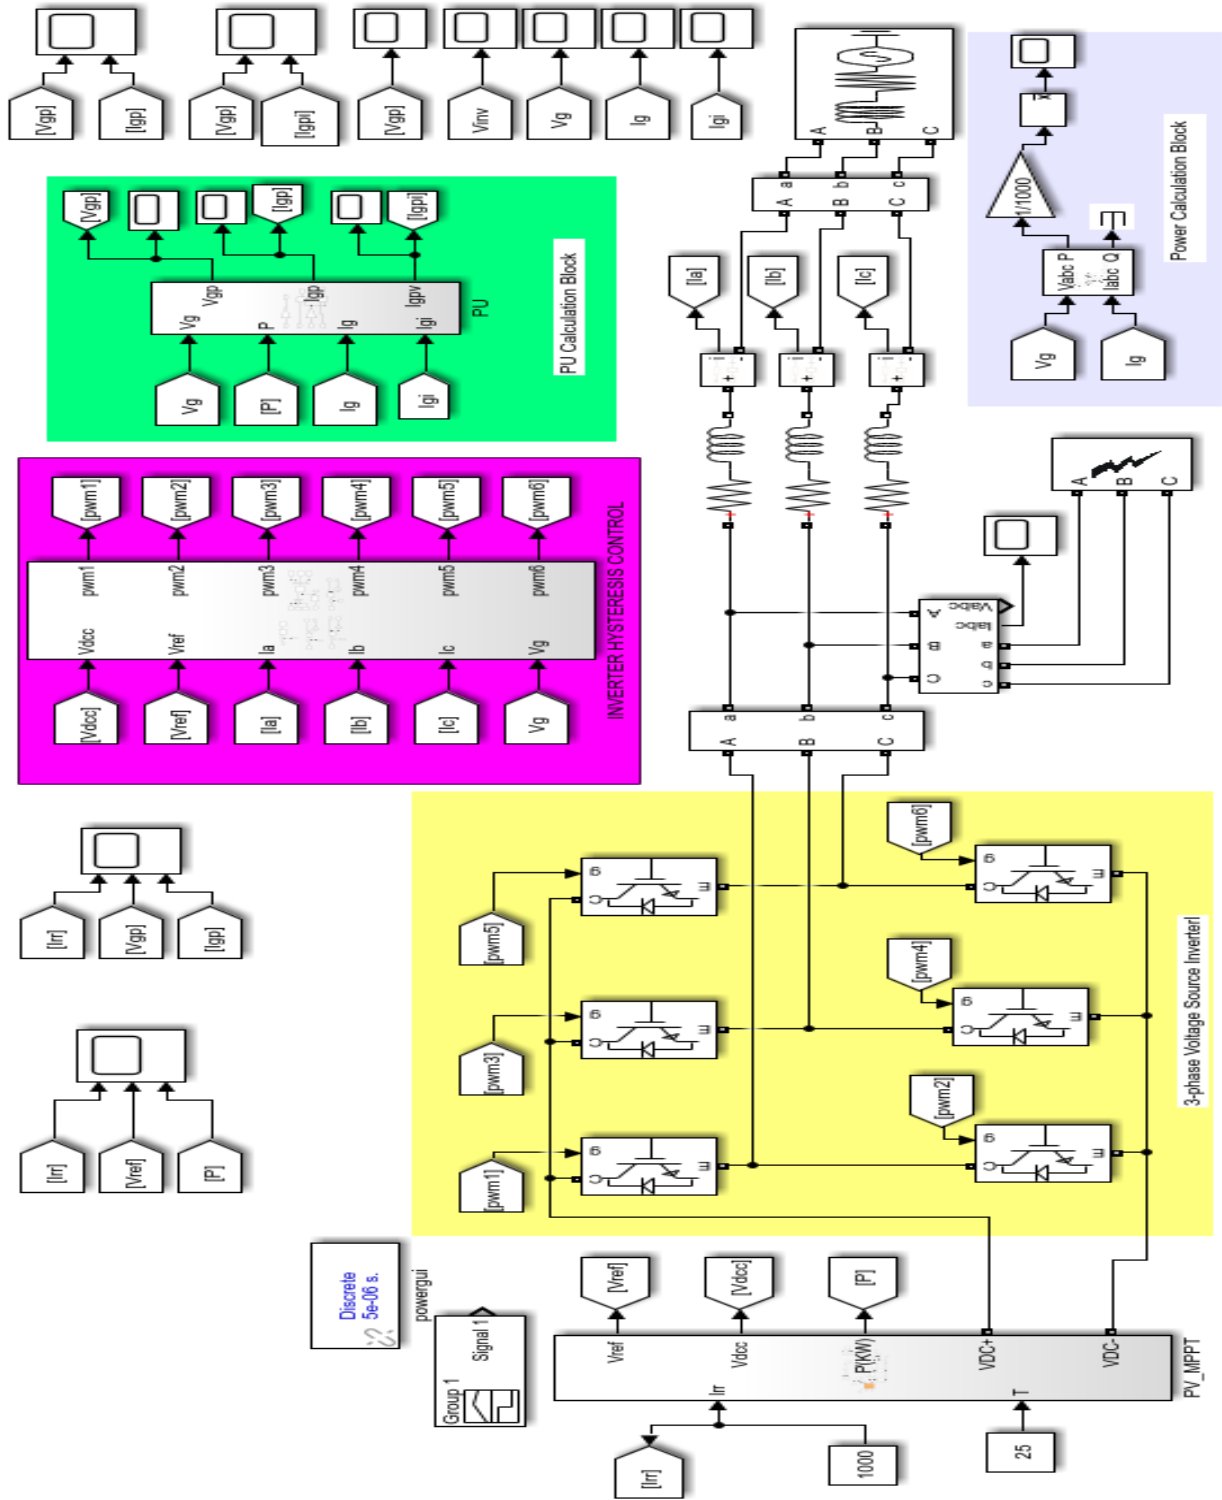 [Irr]
[Vref]
[P]
[Irr]
[Vgp]
[Igp]
[Vdcc]
[Vref]
[Ia]
[Ib]
[Ic]
Vg
Vdcc
Vref
Ia
Ib
Ic
Vg
pwm1
pwm2
pwm3
pwm4
pwm5
pwm6
[pwm1]
[pwm2]
[pwm3]
[pwm4]
[pwm5]
[pwm6]
INVERTER HYSTERESIS CONTROL
Vg
[P]
Ig
Igi
Vg
P
Ig
Igi
Vgp
Igp
Igpv
PU
[Vgp]
[Igp]
[Igpi]
PU Calculation Block
[Vgp]
[Igp]
[Vgp]
[Igpi]
[Vgp]
Vinv
Vg
Ig
Igi
Discrete
5e-06 s.
powergui
Group 1
Signal 1
[Irr]
1000
25
Irr
T
Vref
Vdcc
P(KW)
VDC+
VDC-
PV_MPPT
[Vref]
[Vdcc]
[P]
[pwm1]
g
C
E
[pwm3]
g
C
E
[pwm5]
g
C
E
[pwm2]
g
C
E
[pwm4]
g
C
E
[pwm6]
g
C
E
3-phase Voltage Source InverterI
A
B
C
a
b
c
A
B
C
Vabc
Iabc
a
b
c
A
B
C
+
i
-
+
i
-
+
i
-
[Ia]
[Ib]
[Ic]
A
B
C
a
b
c
A
B
C
Vg
Ig
Vabc P
Iabc Q
1/1000
x
Power Calculation Block